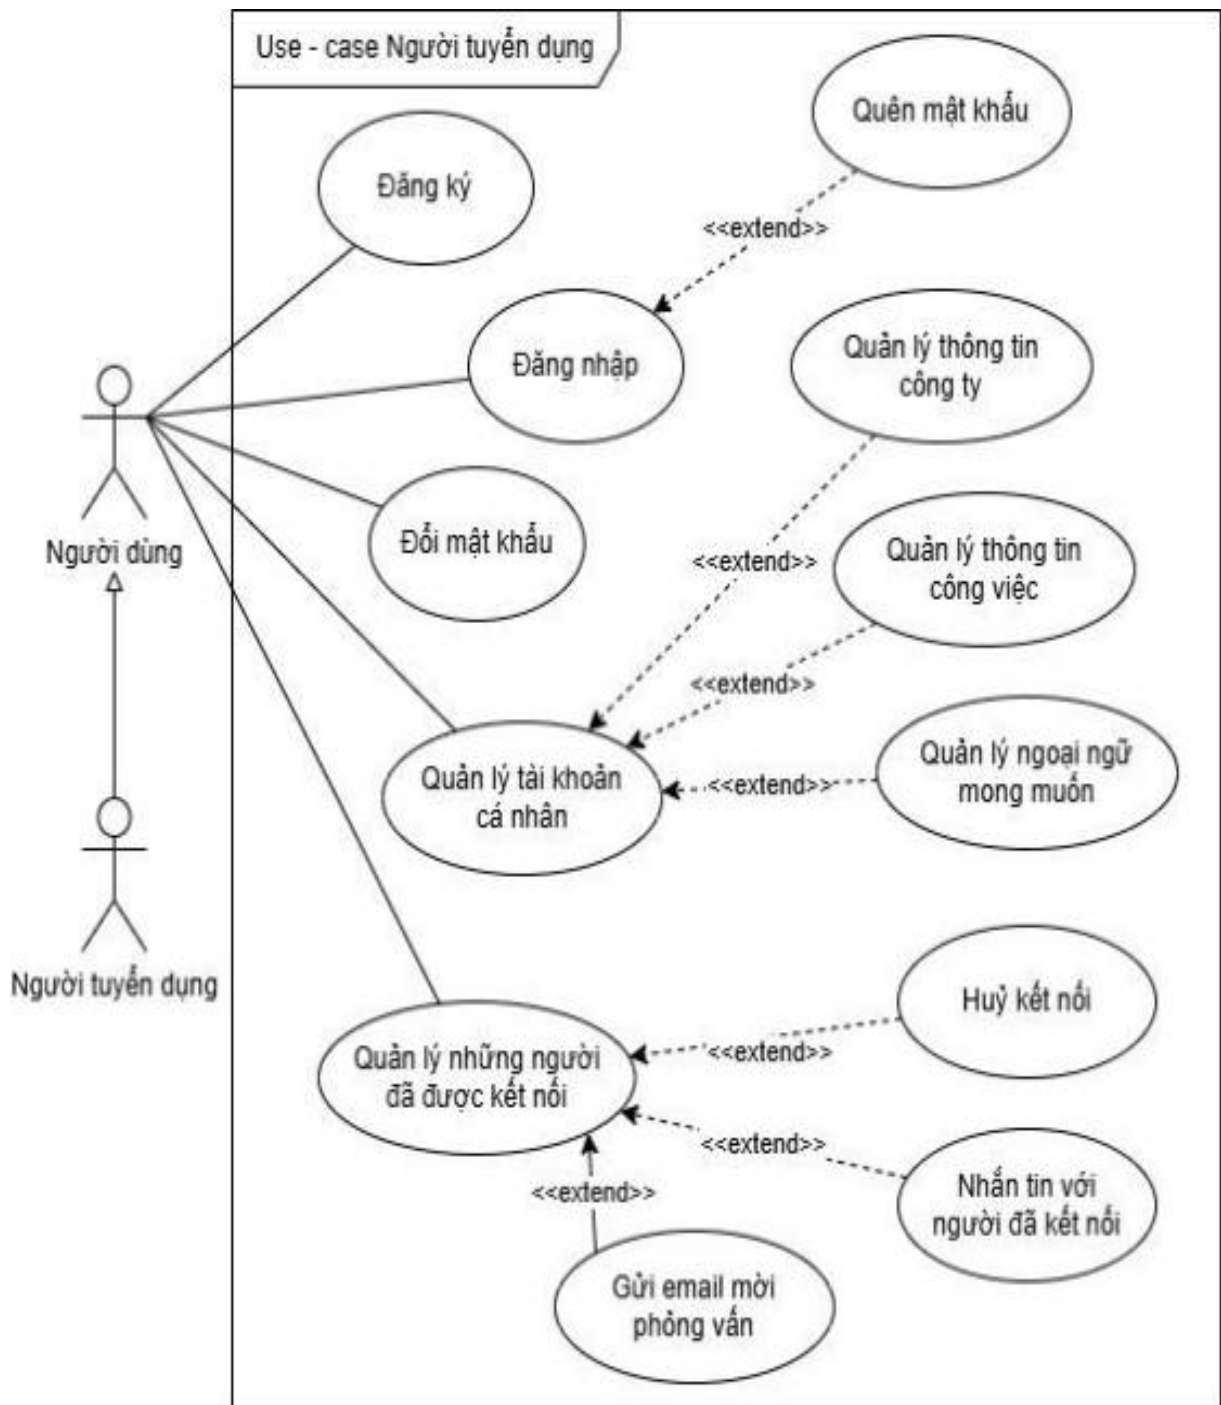 Use - case Người tuyển dụng
Quên mật khẩu
Đăng ký
<<extend>>
Đăng nhập
Quản lý thông tin
công ty
Người dùng
Đổi mật khẩu
<<extend>>
Quản lý thông tin
công việc
<<extend>>
Quản lý tài khoản
cá nhân
<<extend>>
Quản lý ngoại ngữ
mong muốn
Người tuyển dụng
Huỷ kết nối
Quản lý những người
đã được kết nối
<<extend>>
<<extend>>
Nhắn tin với
người đã kết nối
<<extend>>
Gửi email mời
phỏng vấn